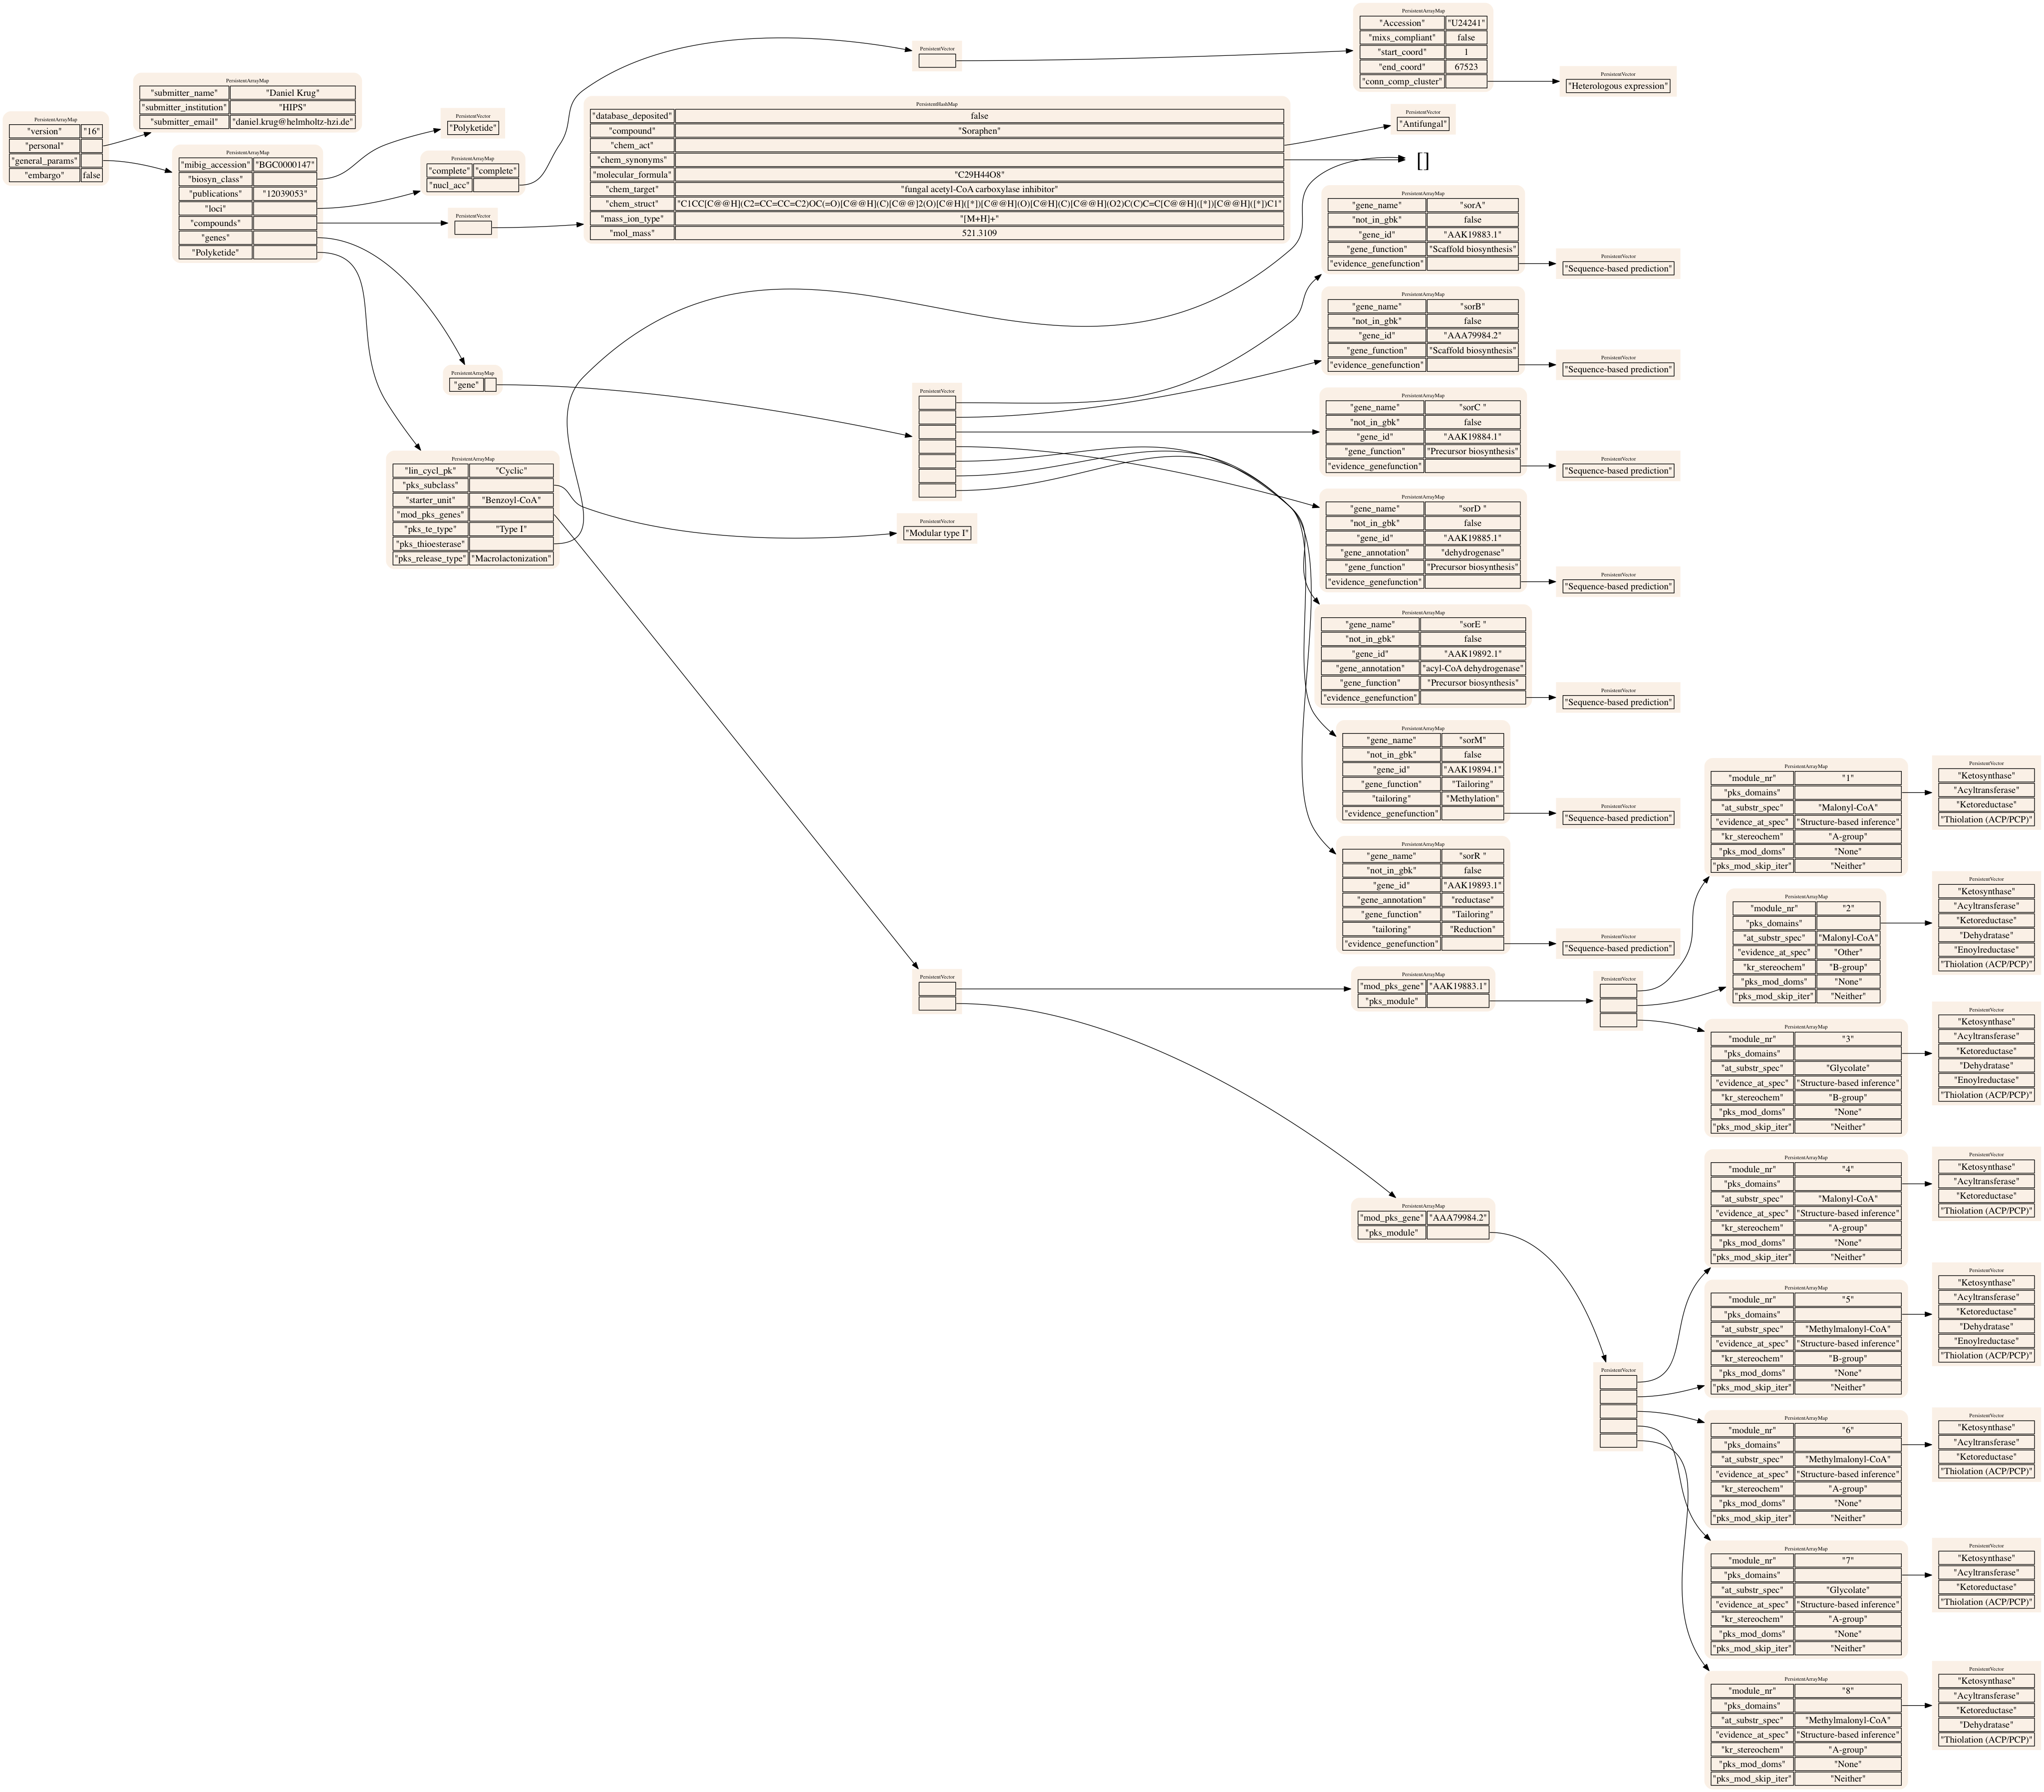 PersistentArrayMap
"version" "16"
"personal"
"general_params"
"embargo" false
PersistentArrayMap
"submitter_name" "Daniel Krug"
"submitter_institution" "HIPS"
"submitter_email" "daniel.krug@helmholtz-hzi.de"
PersistentArrayMap
"mibig_accession" "BGC0000147"
"biosyn_class"
"publications" "12039053"
"loci"
"compounds"
"genes"
"Polyketide"
PersistentVector
"Polyketide"
PersistentArrayMap
"complete" "complete"
"nucl_acc"
PersistentVector
PersistentArrayMap
"gene"
PersistentArrayMap
"lin_cycl_pk" "Cyclic"
"pks_subclass"
"starter_unit" "Benzoyl-CoA"
"mod_pks_genes"
"pks_te_type" "Type I"
"pks_thioesterase"
"pks_release_type" "Macrolactonization"
PersistentVector
PersistentHashMap
"database_deposited" false
"compound" "Soraphen"
"chem_act"
"chem_synonyms"
"molecular_formula" "C29H44O8"
"chem_target" "fungal acetyl-CoA carboxylase inhibitor"
"chem_struct" "C1CC[C@@H](C2=CC=CC=C2)OC(=O)[C@@H](C)[C@@]2(O)[C@H]([*])[C@@H](O)[C@H](C)[C@@H](O2)C(C)C=C[C@@H]([*])[C@@H]([*])C1"
"mass_ion_type" "[M+H]+"
"mol_mass" 521.3109
PersistentVector
PersistentVector
"Modular type I"
PersistentVector
PersistentArrayMap
"Accession" "U24241"
"mixs_compliant" false
"start_coord" 1
"end_coord" 67523
"conn_comp_cluster"
PersistentVector
"Heterologous expression"
PersistentVector
"Antifungal"
[]
PersistentArrayMap
"gene_name" "sorA"
"not_in_gbk" false
"gene_id" "AAK19883.1"
"gene_function" "Scaffold biosynthesis"
"evidence_genefunction"
PersistentVector
"Sequence-based prediction"
PersistentArrayMap
"gene_name" "sorB"
"not_in_gbk" false
"gene_id" "AAA79984.2"
"gene_function" "Scaffold biosynthesis"
"evidence_genefunction"
PersistentVector
"Sequence-based prediction"
PersistentArrayMap
"gene_name" "sorC "
"not_in_gbk" false
"gene_id" "AAK19884.1"
"gene_function" "Precursor biosynthesis"
"evidence_genefunction"
PersistentVector
"Sequence-based prediction"
PersistentArrayMap
"gene_name" "sorD "
"not_in_gbk" false
"gene_id" "AAK19885.1"
"gene_annotation" "dehydrogenase"
"gene_function" "Precursor biosynthesis"
"evidence_genefunction"
PersistentVector
"Sequence-based prediction"
PersistentArrayMap
"gene_name" "sorE "
"not_in_gbk" false
"gene_id" "AAK19892.1"
"gene_annotation" "acyl-CoA dehydrogenase"
"gene_function" "Precursor biosynthesis"
"evidence_genefunction"
PersistentVector
"Sequence-based prediction"
PersistentArrayMap
"gene_name" "sorM"
"not_in_gbk" false
"gene_id" "AAK19894.1"
"gene_function" "Tailoring"
"tailoring" "Methylation"
"evidence_genefunction"
PersistentVector
"Sequence-based prediction"
PersistentArrayMap
"gene_name" "sorR "
"not_in_gbk" false
"gene_id" "AAK19893.1"
"gene_annotation" "reductase"
"gene_function" "Tailoring"
"tailoring" "Reduction"
"evidence_genefunction"
PersistentVector
"Sequence-based prediction"
PersistentVector
PersistentArrayMap
"mod_pks_gene" "AAK19883.1"
"pks_module"
PersistentVector
PersistentArrayMap
"module_nr" "1"
"pks_domains"
"at_substr_spec" "Malonyl-CoA"
"evidence_at_spec" "Structure-based inference"
"kr_stereochem" "A-group"
"pks_mod_doms" "None"
"pks_mod_skip_iter" "Neither"
PersistentVector
"Ketosynthase"
"Acyltransferase"
"Ketoreductase"
"Thiolation (ACP/PCP)"
PersistentArrayMap
"module_nr" "2"
"pks_domains"
"at_substr_spec" "Malonyl-CoA"
"evidence_at_spec" "Other"
"kr_stereochem" "B-group"
"pks_mod_doms" "None"
"pks_mod_skip_iter" "Neither"
PersistentVector
"Ketosynthase"
"Acyltransferase"
"Ketoreductase"
"Dehydratase"
"Enoylreductase"
"Thiolation (ACP/PCP)"
PersistentArrayMap
"module_nr" "3"
"pks_domains"
"at_substr_spec" "Glycolate"
"evidence_at_spec" "Structure-based inference"
"kr_stereochem" "B-group"
"pks_mod_doms" "None"
"pks_mod_skip_iter" "Neither"
PersistentVector
"Ketosynthase"
"Acyltransferase"
"Ketoreductase"
"Dehydratase"
"Enoylreductase"
"Thiolation (ACP/PCP)"
PersistentArrayMap
"mod_pks_gene" "AAA79984.2"
"pks_module"
PersistentVector
PersistentArrayMap
"module_nr" "4"
"pks_domains"
"at_substr_spec" "Malonyl-CoA"
"evidence_at_spec" "Structure-based inference"
"kr_stereochem" "A-group"
"pks_mod_doms" "None"
"pks_mod_skip_iter" "Neither"
PersistentVector
"Ketosynthase"
"Acyltransferase"
"Ketoreductase"
"Thiolation (ACP/PCP)"
PersistentArrayMap
"module_nr" "5"
"pks_domains"
"at_substr_spec" "Methylmalonyl-CoA"
"evidence_at_spec" "Structure-based inference"
"kr_stereochem" "B-group"
"pks_mod_doms" "None"
"pks_mod_skip_iter" "Neither"
PersistentVector
"Ketosynthase"
"Acyltransferase"
"Ketoreductase"
"Dehydratase"
"Enoylreductase"
"Thiolation (ACP/PCP)"
PersistentArrayMap
"module_nr" "6"
"pks_domains"
"at_substr_spec" "Methylmalonyl-CoA"
"evidence_at_spec" "Structure-based inference"
"kr_stereochem" "A-group"
"pks_mod_doms" "None"
"pks_mod_skip_iter" "Neither"
PersistentVector
"Ketosynthase"
"Acyltransferase"
"Ketoreductase"
"Thiolation (ACP/PCP)"
PersistentArrayMap
"module_nr" "7"
"pks_domains"
"at_substr_spec" "Glycolate"
"evidence_at_spec" "Structure-based inference"
"kr_stereochem" "A-group"
"pks_mod_doms" "None"
"pks_mod_skip_iter" "Neither"
PersistentVector
"Ketosynthase"
"Acyltransferase"
"Ketoreductase"
"Thiolation (ACP/PCP)"
PersistentArrayMap
"module_nr" "8"
"pks_domains"
"at_substr_spec" "Methylmalonyl-CoA"
"evidence_at_spec" "Structure-based inference"
"kr_stereochem" "A-group"
"pks_mod_doms" "None"
"pks_mod_skip_iter" "Neither"
PersistentVector
"Ketosynthase"
"Acyltransferase"
"Ketoreductase"
"Dehydratase"
"Thiolation (ACP/PCP)"